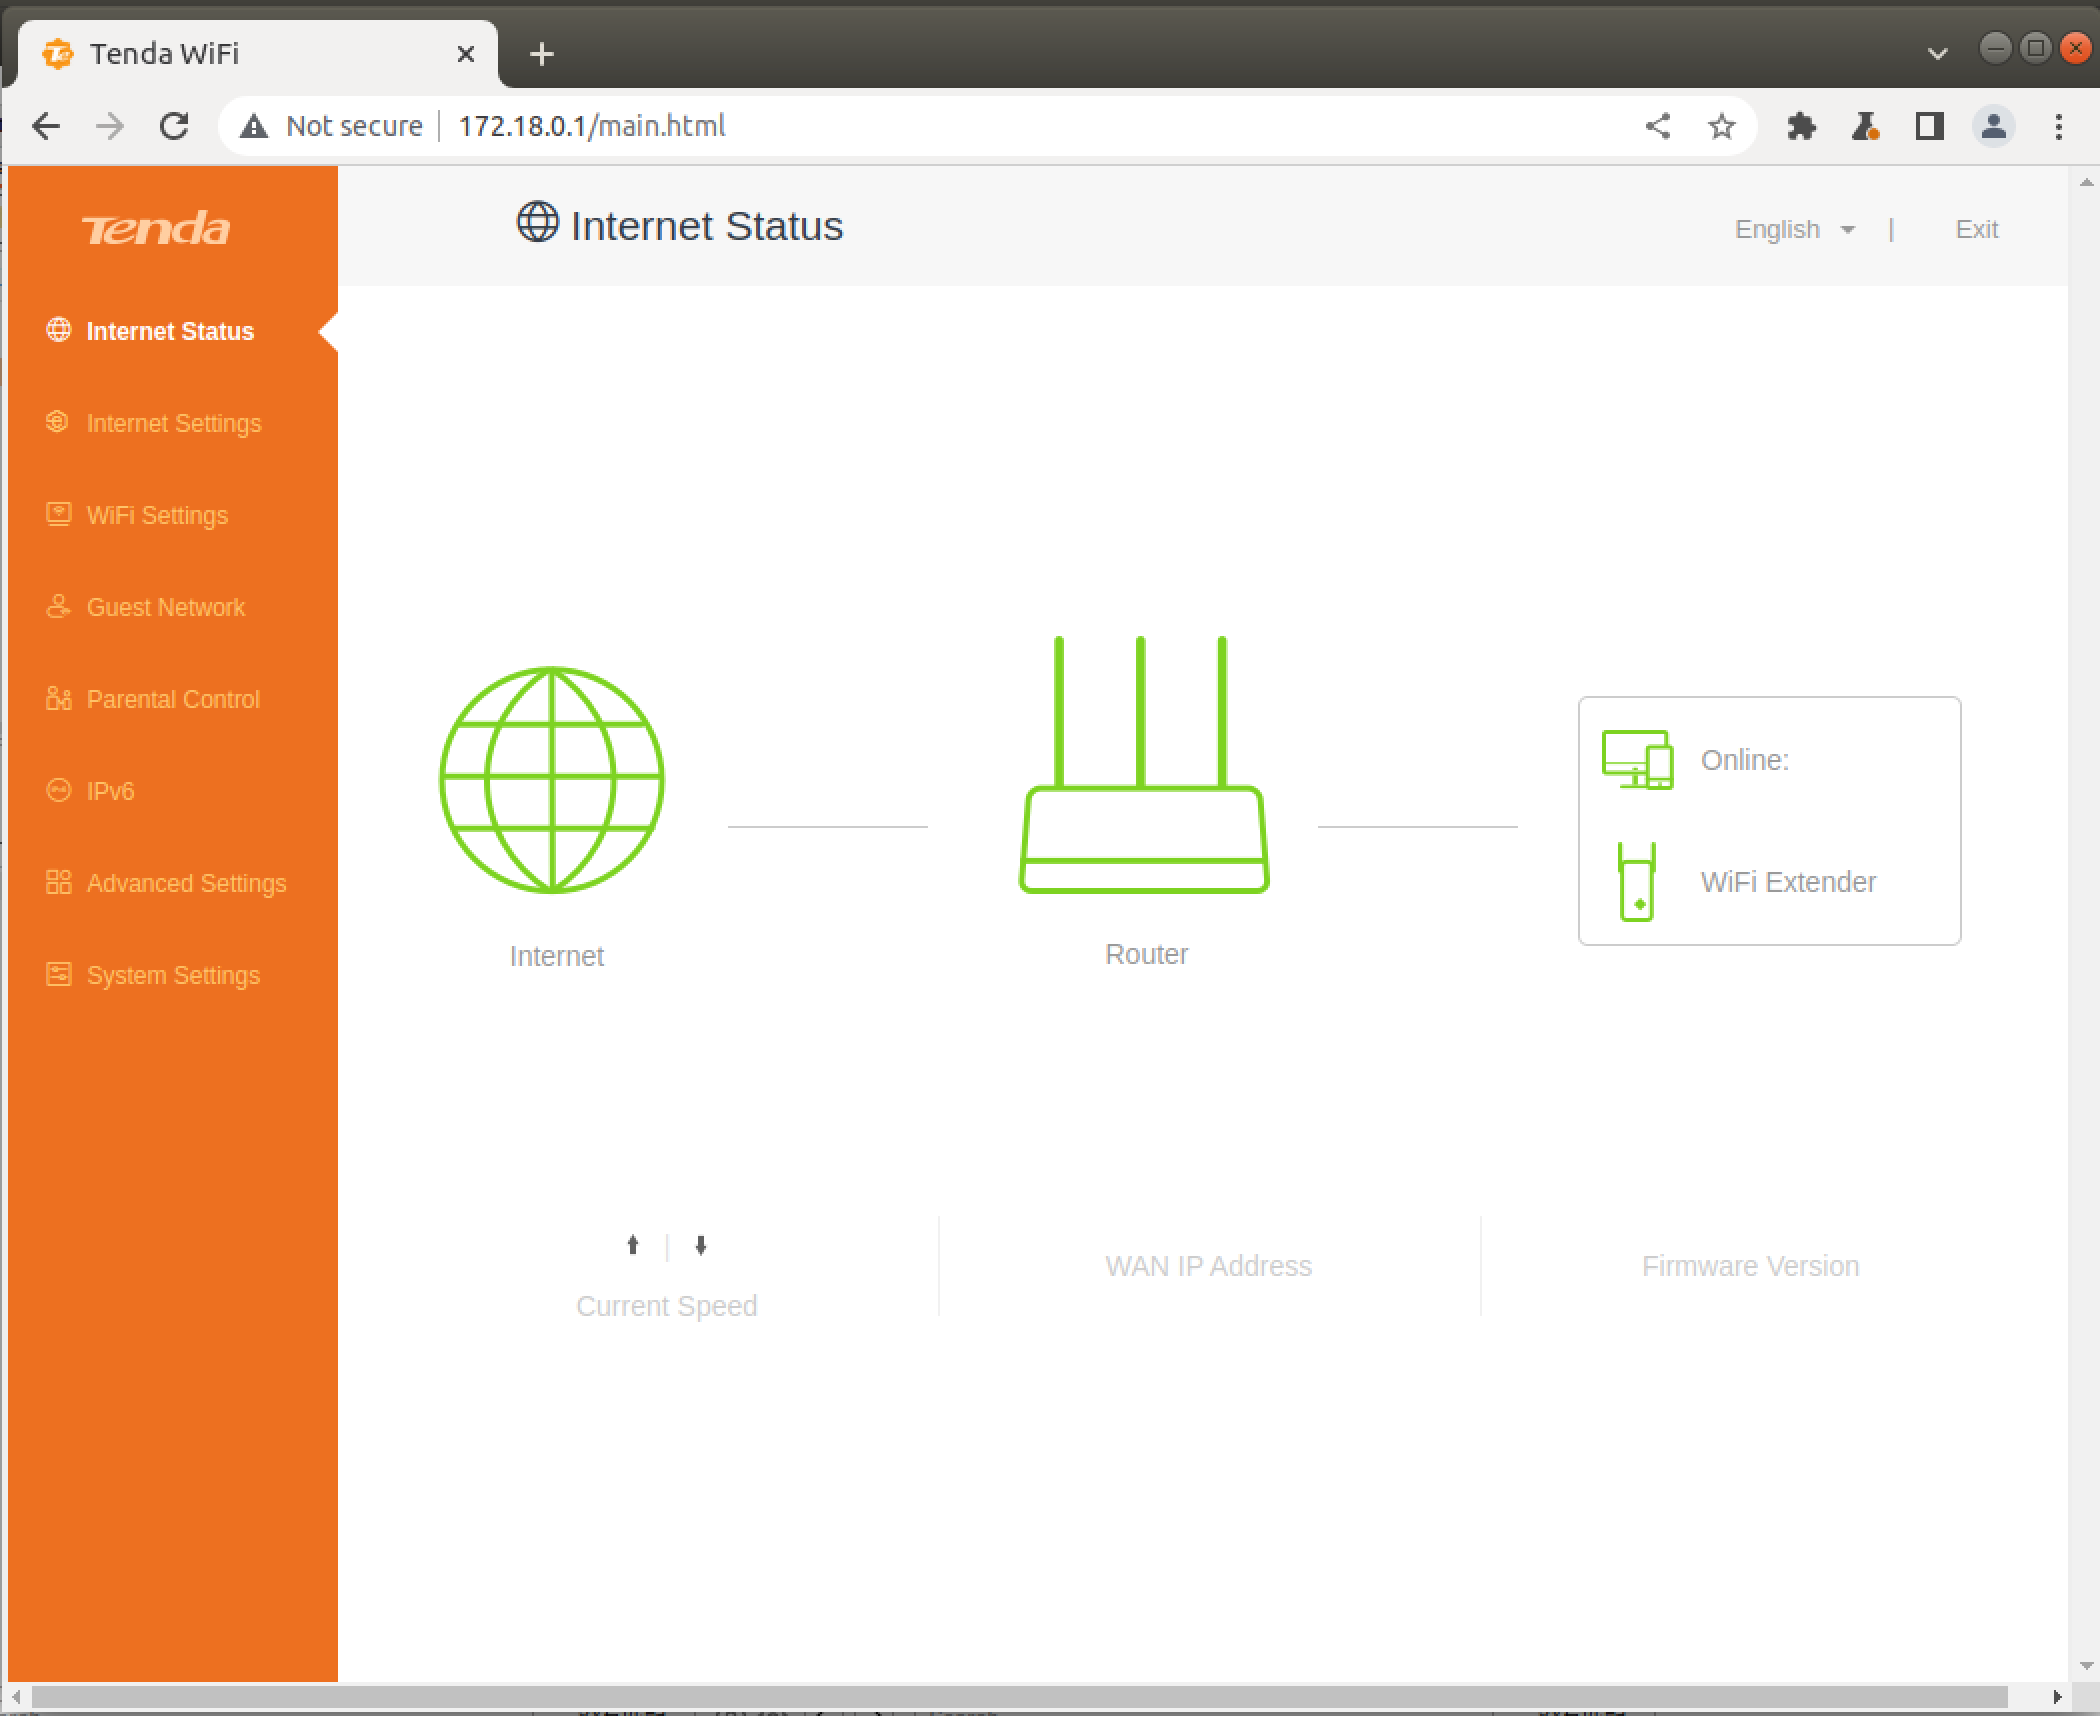 Tenda WiFi
Not secure
172.18.0.1/main.html
Tenda
Internet Status
English
|
Exit
Internet Status
Internet Settings
WiFi Settings
Guest Network
Parental Control
IPv6
Advanced Settings
System Settings
Internet
Router
Online:
WiFi Extender
Current Speed
WAN IP Address
Firmware Version